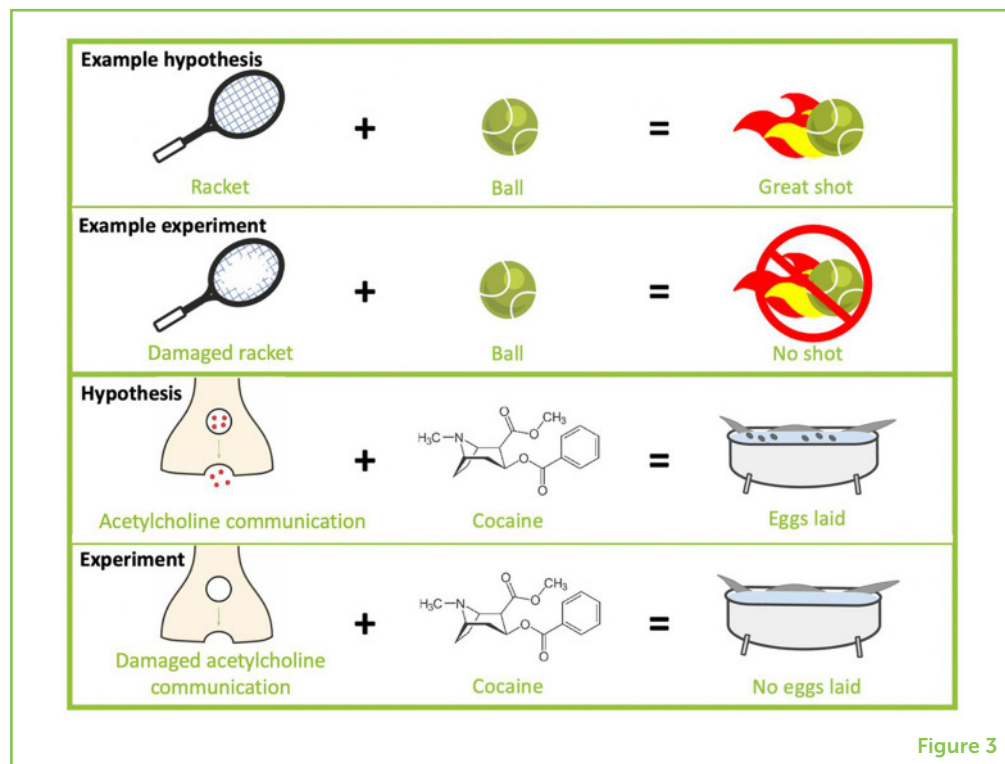 Example hypothesis
+
=
Racket
Ball
Great shot
Example experiment
+
=
Damaged racket
Ball
No shot
Hypothesis
+
=
H₃C
N
O
O
CH₃
O
O
Acetylcholine communication
Cocaine
Eggs laid
Experiment
+
=
H₃C
N
O
O
CH₃
O
O
Damaged acetylcholine
communication
Cocaine
No eggs laid
Figure 3